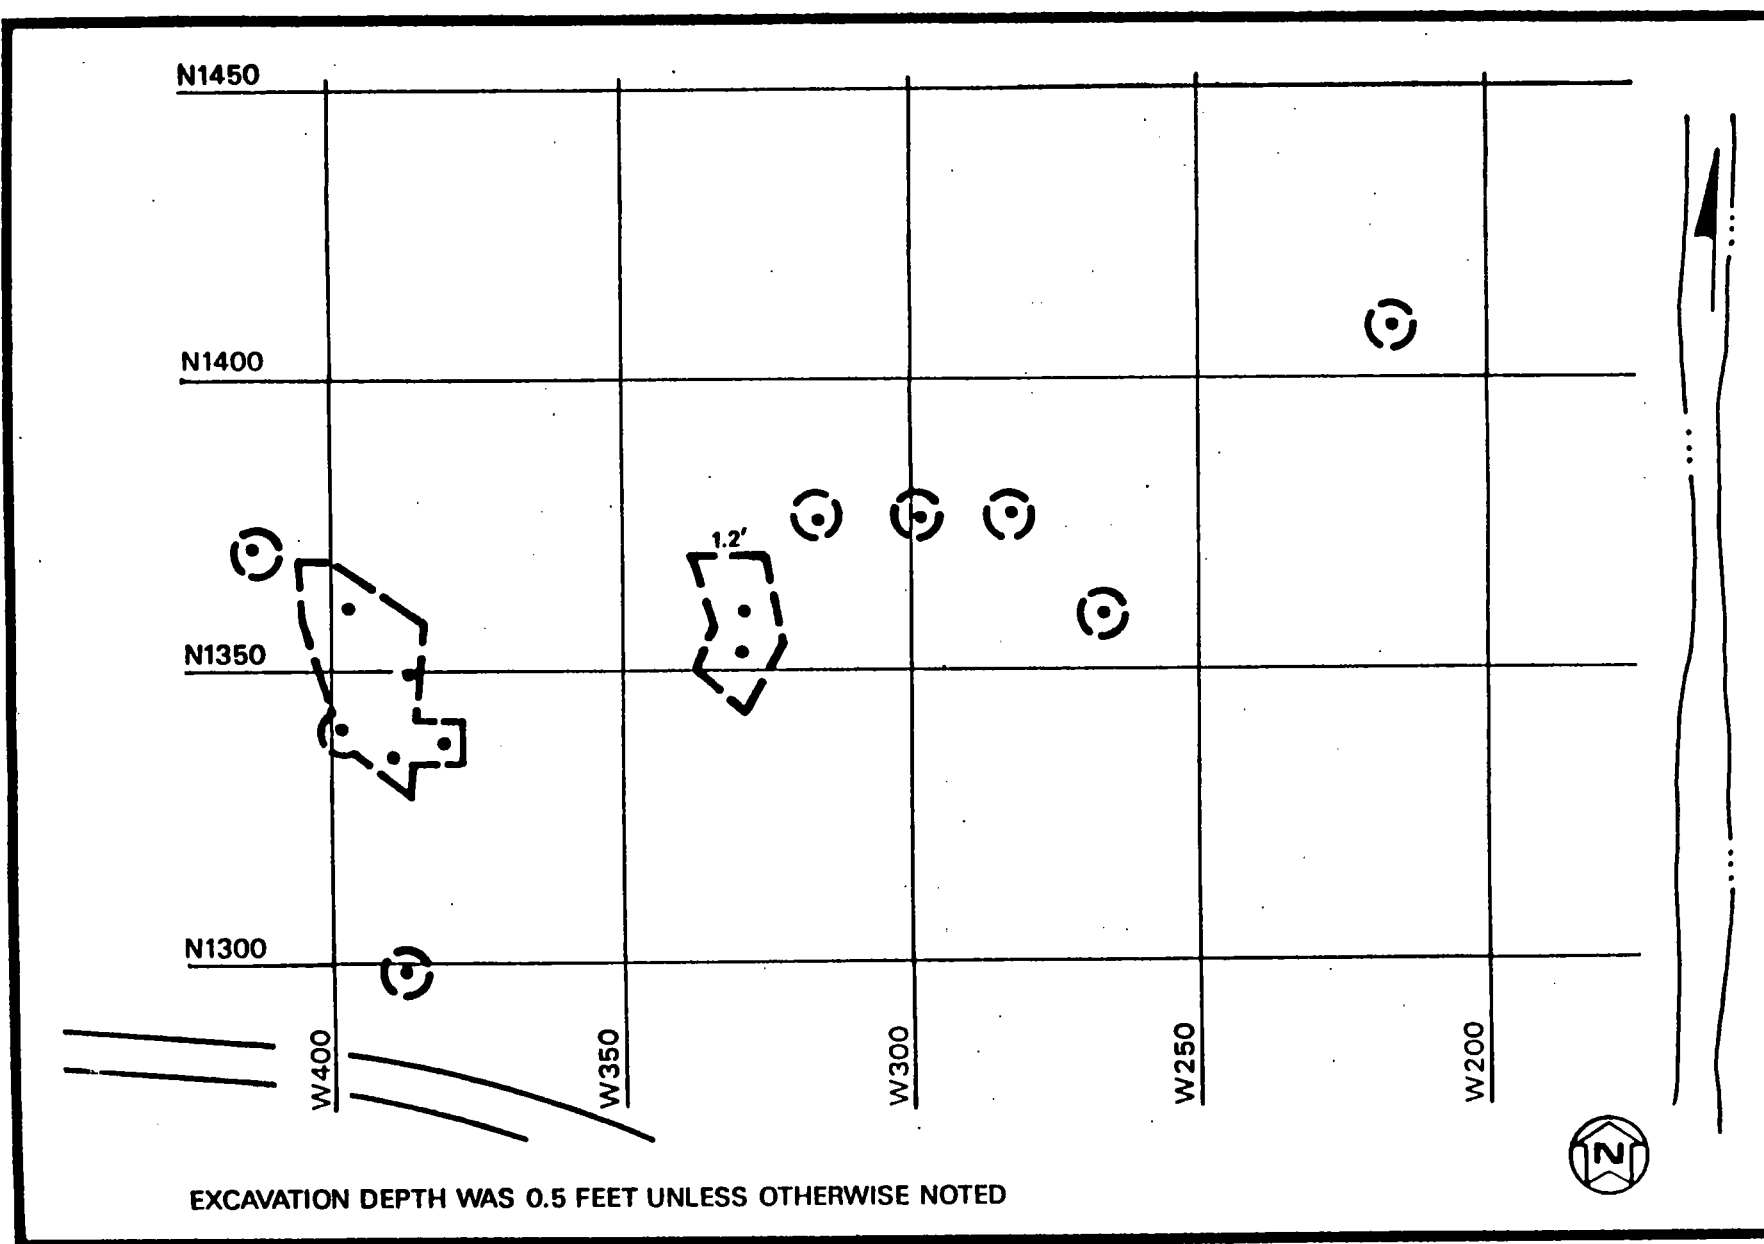 N1450
N1400
1.2'
N1350
N1300
W400
W350
W300
W250
W200
N
EXCAVATION DEPTH WAS 0.5 FEET UNLESS OTHERWISE NOTED